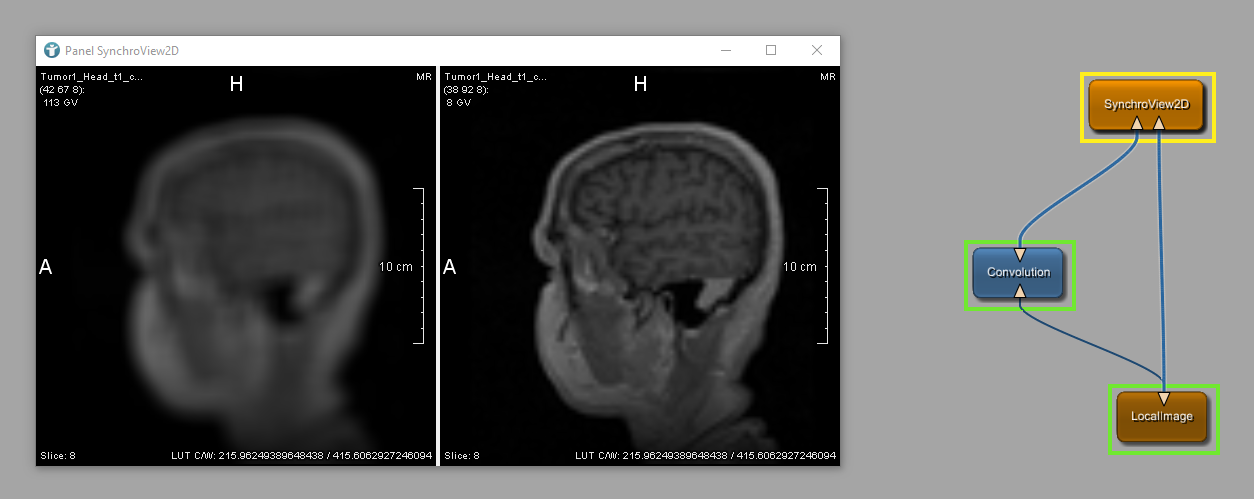 Panel SynchroView2D
Tumor1_Head_t1_c...
(42 67 8):
113 GV
H
MR
A
10 cm
Slice: 8
LUT C/W: 215.96249389648438 / 415.6062927246094
Tumor1_Head_t1_c...
(38 92 8):
8 GV
H
MR
A
10 cm
Slice: 8
LUT C/W: 215.96249389648438 / 415.6062927246094
SynchroView2D
Convolution
LocalImage